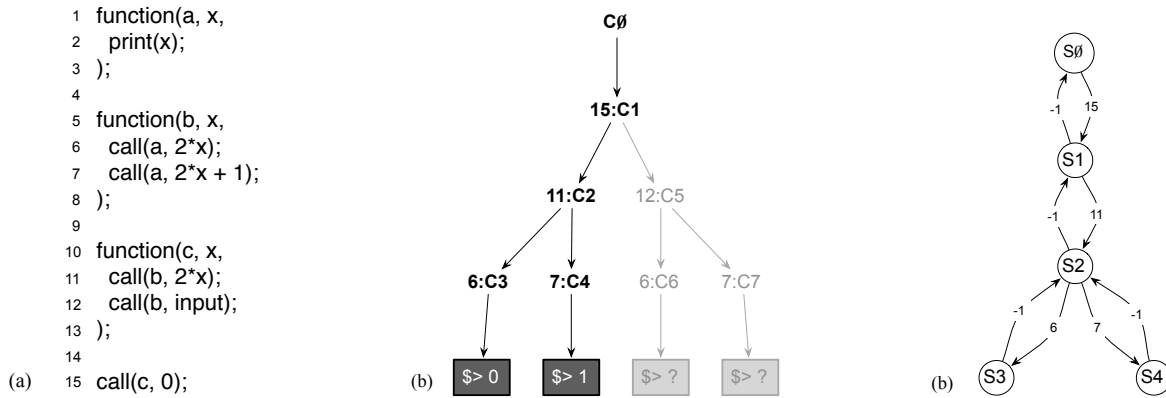 1 function(a, x,
2 print(x);
3 );
4
5 function(b, x,
6 call(a, 2*x);
7 call(a, 2*x + 1);
8 );
9
10 function(c, x,
11 call(b, 2*x);
12 call(b, input);
13 );
14
(a) 15 call(c, 0);
CØ
15:C1
11:C2 12:C5
6:C3 7:C4 6:C6 7:C7
(b) $> 0 $> 1 $> ? $> ?
SØ
-1 15
S1
-1 11
S2
-1 6 7 -1
(b) S3 S4